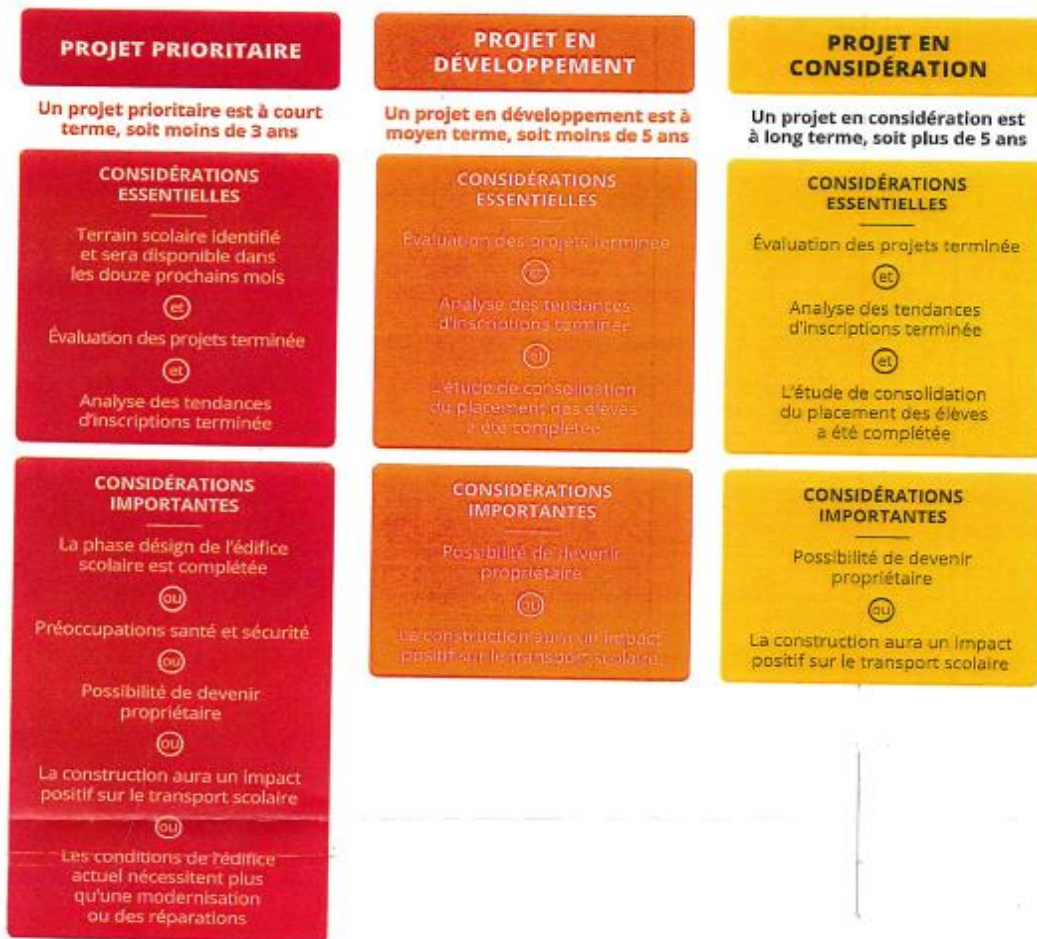 PROJET PRIORITAIRE
Un projet prioritaire est à court
terme, soit moins de 3 ans
CONSIDÉRATIONS
ESSENTIELLES
Terrain scolaire identifié
et sera disponible dans
les douze prochains mois
et
Évaluation des projets terminée
et
Analyse des tendances
d'inscriptions terminée
CONSIDÉRATIONS
IMPORTANTES
La phase désign de l'édifice
scolaire est complétée
ou
Préoccupations santé et sécurité
ou
Possibilité de devenir
propriétaire
ou
La construction aura un impact
positif sur le transport scolaire
ou
Les conditions de l'édifice
actuel nécessitent plus
qu'une modernisation
ou des réparations
PROJET EN
DÉVELOPPEMENT
Un projet en développement est à
moyen terme, soit moins de 5 ans
CONSIDÉRATIONS
ESSENTIELLES
Évaluation des projets terminée
et
Analyse des tendances
d'inscriptions terminée
et
L'étude de consolidation
du placement des élèves
a été complétée
CONSIDÉRATIONS
IMPORTANTES
Possibilité de devenir
propriétaire
ou
La construction aura un impact
positif sur le transport scolaire
PROJET EN
CONSIDÉRATION
Un projet en considération est
à long terme, soit plus de 5 ans
CONSIDÉRATIONS
ESSENTIELLES
Évaluation des projets terminée
et
Analyse des tendances
d'inscriptions terminée
et
L'étude de consolidation
du placement des élèves
a été complétée
CONSIDÉRATIONS
IMPORTANTES
Possibilité de devenir
propriétaire
ou
La construction aura un impact
positif sur le transport scolaire